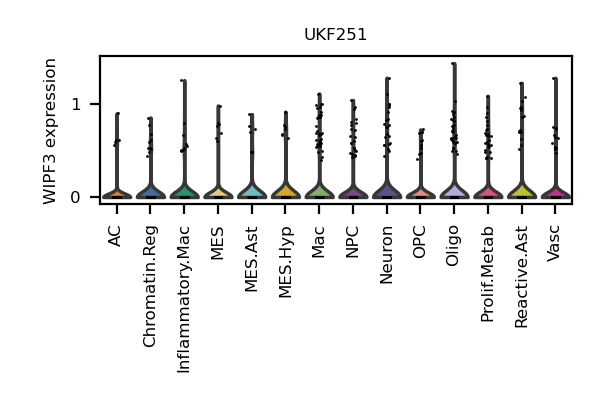 UKF251
WIPF3 expression
1
0
AC
Chromatin.Reg
Inflammatory.Mac
MES
MES.Ast
MES.Hyp
Mac
NPC
Neuron
OPC
Oligo
Prolif.Metab
Reactive.Ast
Vasc